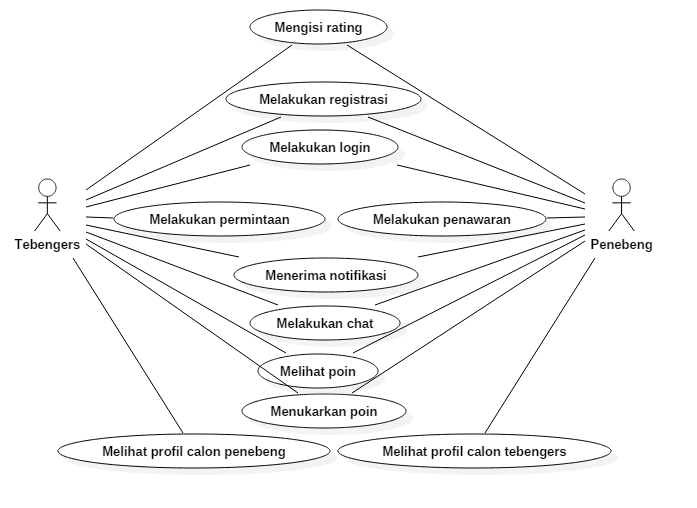 Mengisi rating
Melakukan registrasi
Melakukan login
Melakukan permintaan
Melakukan penawaran
Tebengers
Penebeng
Menerima notifikasi
Melakukan chat
Melihat poin
Menukarkan poin
Melihat profil calon penebeng
Melihat profil calon tebengers